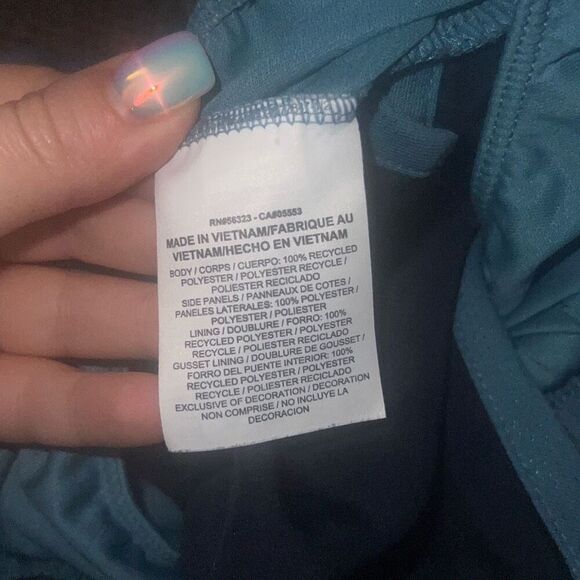 RN#56323 - CA#05553
MADE IN VIETNAM/FABRIQUE AU
VIETNAM/HECHO EN VIETNAM
BODY / CORPS / CUERPO: 100% RECYCLED
POLYESTER / POLYESTER RECYCLE /
POLIESTER RECICLADO
SIDE PANELS / PANNEAUX DE COTES /
PANELES LATERALES: 100% POLYESTER /
POLYESTER / POLIESTER
LINING / DOUBLURE / FORRO: 100%
RECYCLED POLYESTER / POLYESTER
RECYCLE / POLIESTER RECICLADO
GUSSET LINING / DOUBLURE DE GOUSSET /
FORRO DEL PUENTE INTERIOR: 100%
RECYCLED POLYESTER / POLYESTER
RECYCLE / POLIESTER RECICLADO
EXCLUSIVE OF DECORATION / DECORATION
NON COMPRISE / NO INCLUYE LA
DECORACION